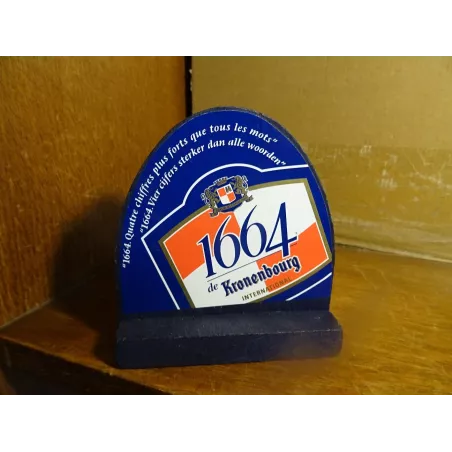 "1664. Quatre chiffres plus forts que tous les mots"
"1664. Vier cijfers sterker dan alle woorden"
1664
de Kronenbourg
INTERNATIONAL